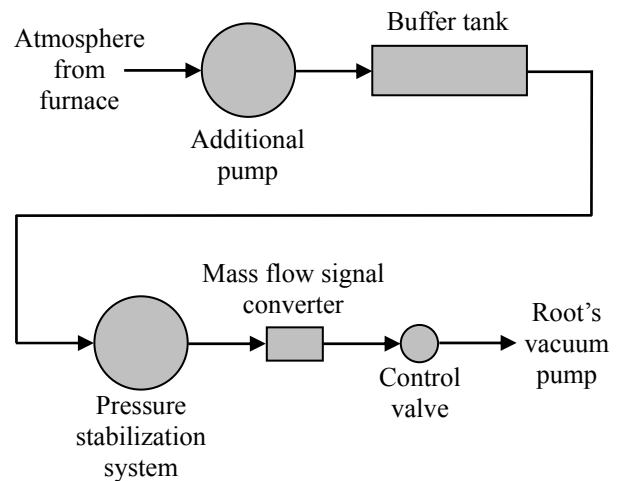 Atmosphere
from
furnace
Additional
pump
Buffer tank
Pressure
stabilization
system
Mass flow signal
converter
Control
valve
Root's
vacuum
pump